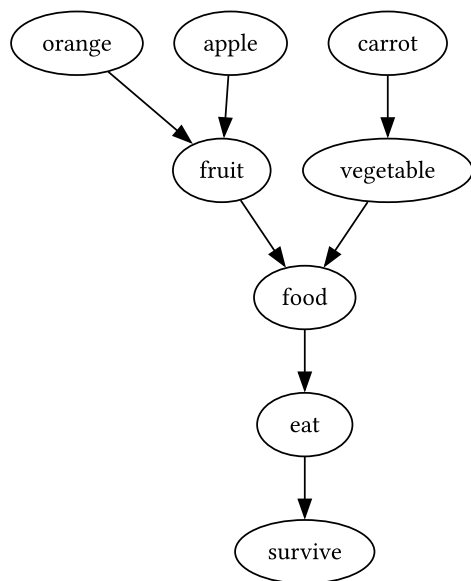 orange
apple
carrot
fruit
vegetable
food
eat
survive